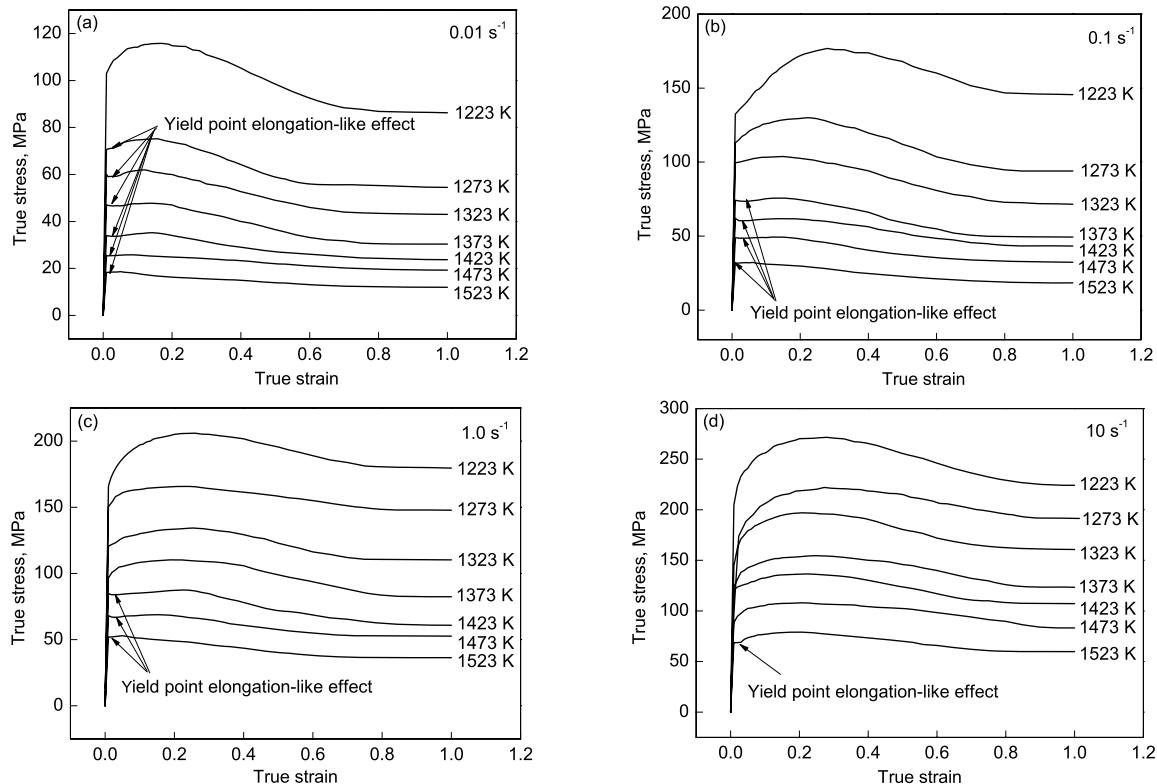 (a)
0.01 s⁻¹
120
100
80
60
40
20
0
True stress, MPa
Yield point elongation-like effect
1223 K
1273 K
1323 K
1373 K
1423 K
1473 K
1523 K
0.0 0.2 0.4 0.6 0.8 1.0 1.2
True strain
(b)
0.1 s⁻¹
200
150
100
50
0
True stress, MPa
1223 K
1273 K
1323 K
1373 K
1423 K
1473 K
1523 K
Yield point elongation-like effect
0.0 0.2 0.4 0.6 0.8 1.0 1.2
True strain
(c)
1.0 s⁻¹
200
150
100
50
0
True stress, MPa
1223 K
1273 K
1323 K
1373 K
1423 K
1473 K
1523 K
Yield point elongation-like effect
0.0 0.2 0.4 0.6 0.8 1.0 1.2
True strain
(d)
10 s⁻¹
300
250
200
150
100
50
0
True stress, MPa
1223 K
1273 K
1323 K
1373 K
1423 K
1473 K
1523 K
Yield point elongation-like effect
0.0 0.2 0.4 0.6 0.8 1.0 1.2
True strain